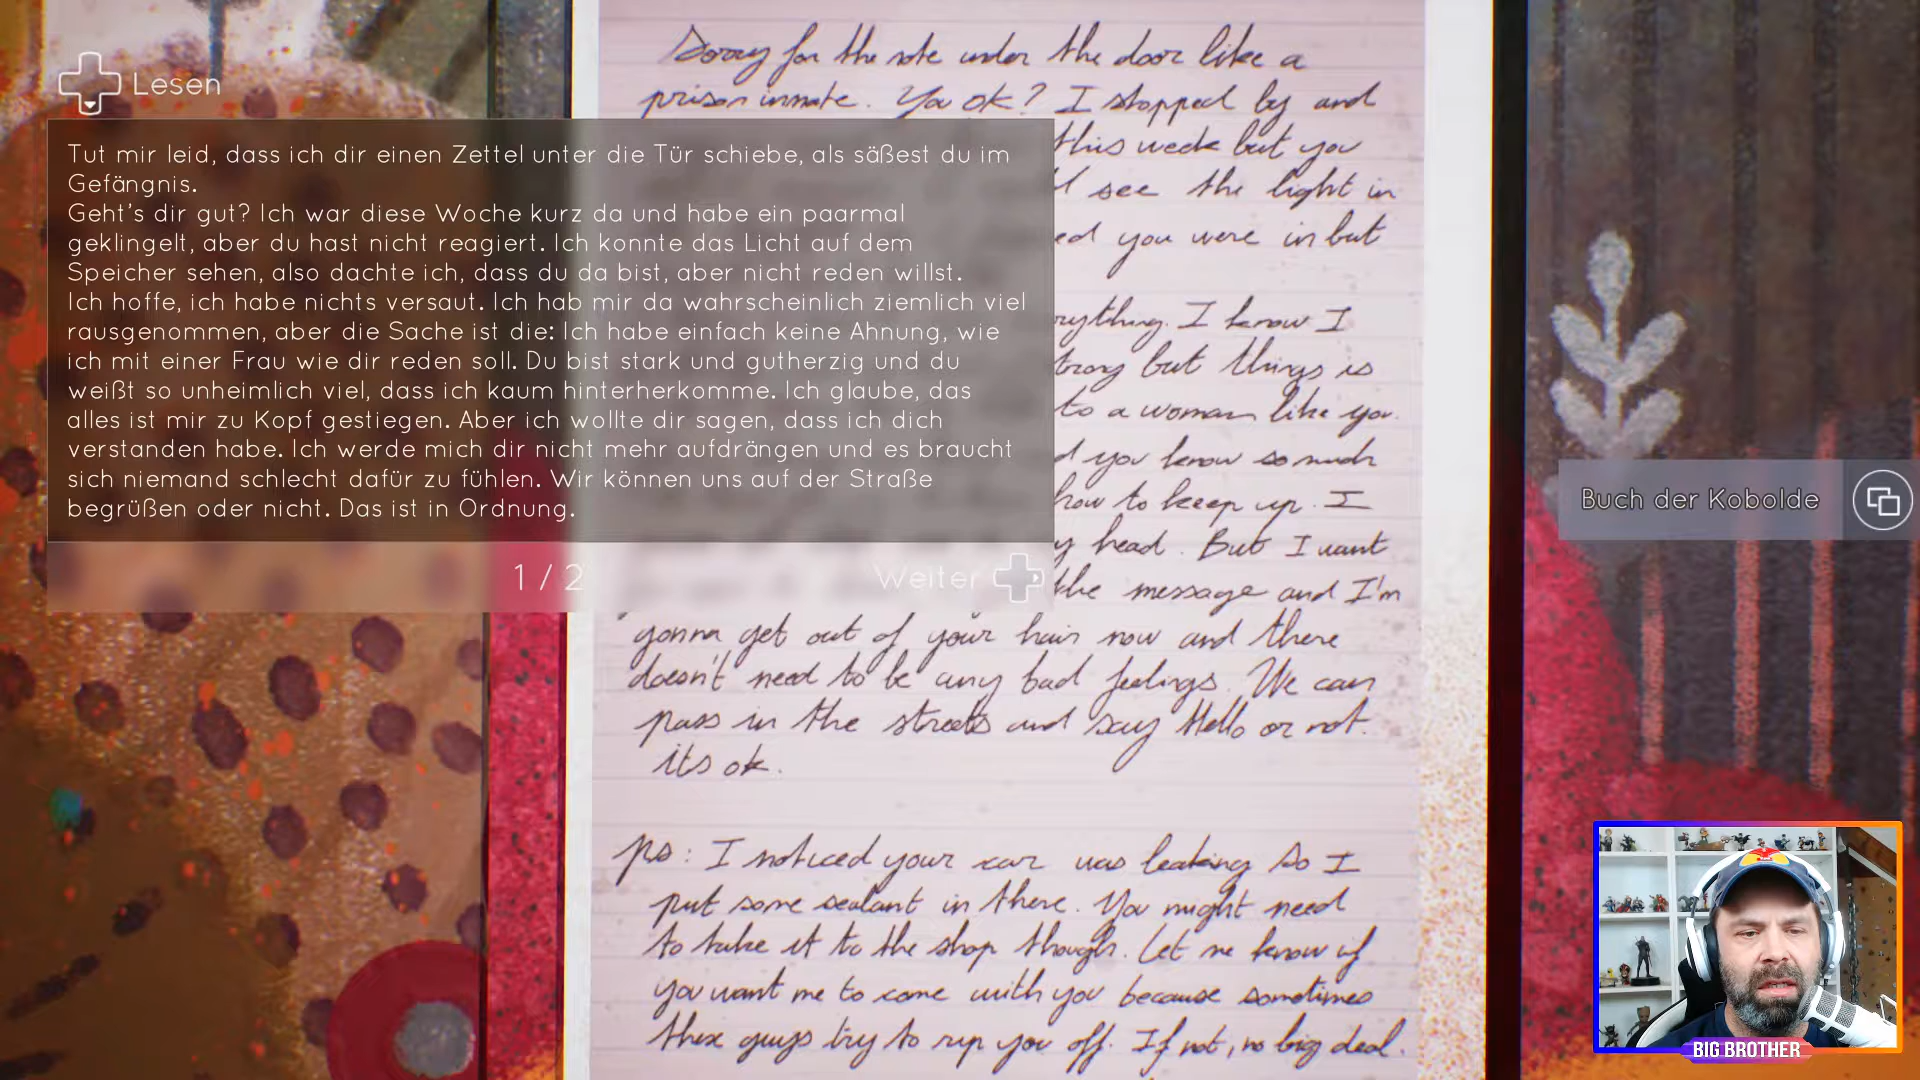 Lesen
Tut mir leid, dass ich dir einen Zettel unter die Tür schiebe, als säßest du im
Gefängnis.
Geht's dir gut? Ich war diese Woche kurz da und habe ein paarmal
geklingelt, aber du hast nicht reagiert. Ich konnte das Licht auf dem
Speicher sehen, also dachte ich, dass du da bist, aber nicht reden willst.
Ich hoffe, ich habe nichts versaut. Ich hab mir da wahrscheinlich ziemlich viel
rausgenommen, aber die Sache ist die: Ich habe einfach keine Ahnung, wie
ich mit einer Frau wie dir reden soll. Du bist stark und gutherzig und du
weißt so unheimlich viel, dass ich kaum hinterherkomme. Ich glaube, das
alles ist mir zu Kopf gestiegen. Aber ich wollte dir sagen, dass ich dich
verstanden habe. Ich werde mich dir nicht mehr aufdrängen und es braucht
sich niemand schlecht dafür zu fühlen. Wir können uns auf der Straße
begrüßen oder nicht. Das ist in Ordnung.
1 / 2
Weiter
Sorry for the note under the door like a
prison inmate. You ok? I stopped by and
this week but you
see the light in
you were in but
I know I
but things is
to a woman like you.
you know so much
how to keep up. I
head. But I want
the message and I'm
gonna get out of your hair now and there
doesn't need to be any bad feelings. We can
pass in the streets and say Hello or not.
its ok.
ps: I noticed your car was leaking so I
put some sealant in there. You might need
to take it to the shop though. Let me know if
you want me to come with you because sometimes
these guys try to rip you off. If not, no big deal.
Buch der Kobolde
BIG BROTHER